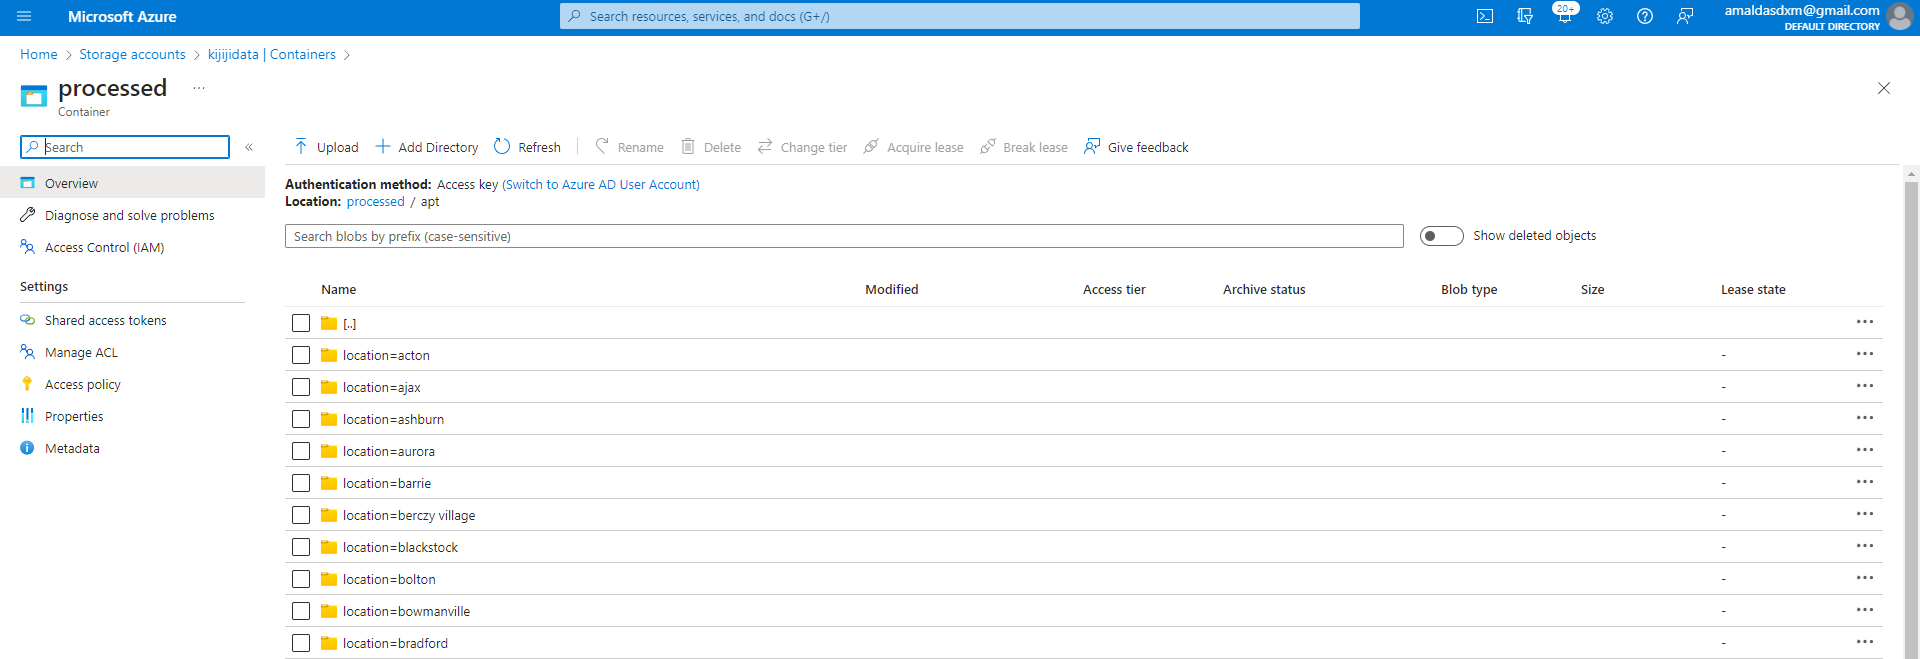 Microsoft Azure
Search resources, services, and docs (G+/)
20+
amaldasdxm@gmail.com
DEFAULT DIRECTORY
Home > Storage accounts > kijijidata | Containers >
processed ...
Container
Search «
Upload Add Directory Refresh Rename Delete Change tier Acquire lease Break lease Give feedback
Overview
Diagnose and solve problems
Access Control (IAM)
Settings
Shared access tokens
Manage ACL
Access policy
Properties
Metadata
Authentication method: Access key (Switch to Azure AD User Account)
Location: processed / apt
Search blobs by prefix (case-sensitive)
Show deleted objects
Name Modified Access tier Archive status Blob type Size Lease state
[..] ...
location=acton - ...
location=ajax - ...
location=ashburn - ...
location=aurora - ...
location=barrie - ...
location=berczy village - ...
location=blackstock - ...
location=bolton - ...
location=bowmanville - ...
location=bradford - ...